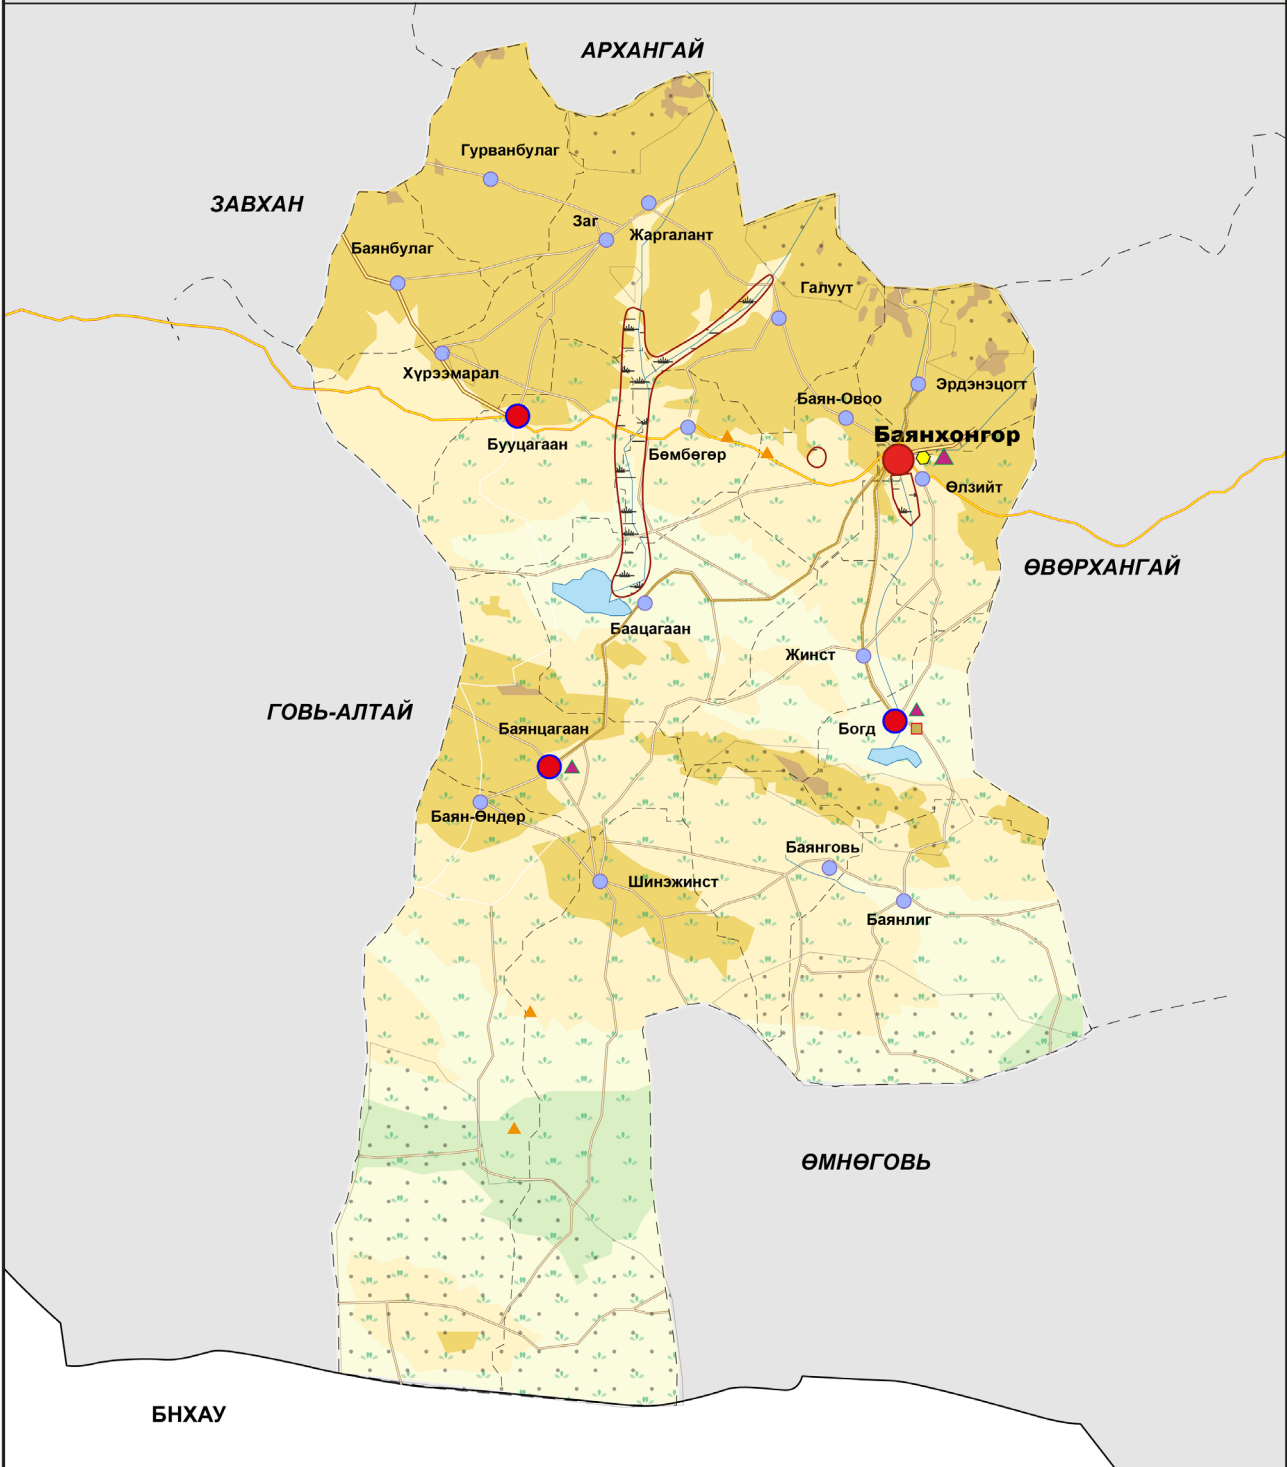 АРХАНГАЙ
Гурванбулаг
ЗАВХАН
Заг
Жаргалант
Баянбулаг
Галуут
Хүрээмарал
Эрдэнэцогт
Баян-Овоо
Баянхонгор
Бууцагаан
Бөмбөгөр
Өлзийт
ӨВӨРХАНГАЙ
Баацагаан
Жинст
ГОВЬ-АЛТАЙ
Баянцагаан
Богд
Баян-Өндөр
Баянговь
Шинэжинст
Баянлиг
ӨМНӨГОВЬ
БНХАУ